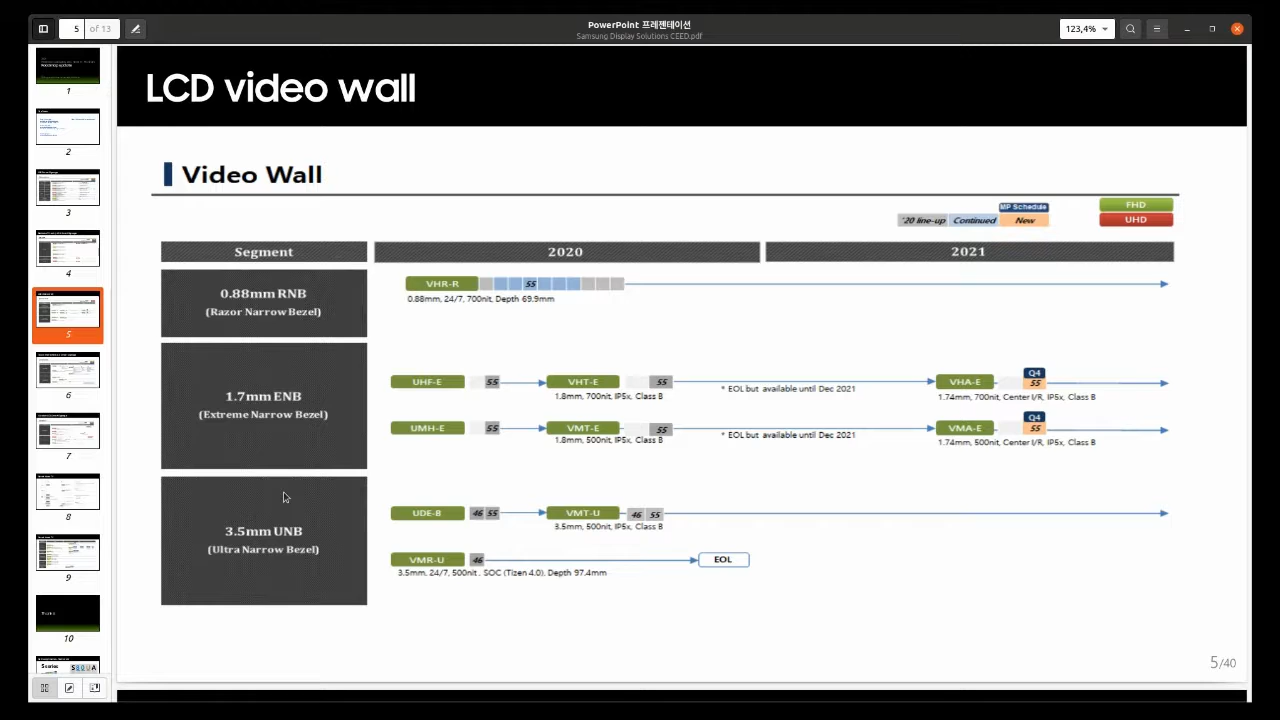 PowerPoint 프레젠테이션
Samsung Display Solutions CEED.pdf
5 of 13
123,4%
LCD video wall
Video Wall
'20 line-up Continued MP Schedule New
FHD
UHD
Segment 2020 2021
0.88mm RNB
(Razor Narrow Bezel)
VHR-R 55
0.88mm, 24/7, 700nit, Depth 69.9mm
1.7mm ENB
(Extreme Narrow Bezel)
UHF-E 55 VHT-E 55 VHA-E Q4 55
1.8mm, 700nit, IP5x, Class B
* EOL but available until Dec 2021
1.74mm, 700nit, Center I/R, IP5x, Class B
UMH-E 55 VMT-E 55 VMA-E Q4 55
1.8mm, 500nit, IP5x, Class B
* EOL but available until Dec 2021
1.74mm, 500nit, Center I/R, IP5x, Class B
3.5mm UNB
(Ultra Narrow Bezel)
UDE-B 46 55 VMT-U 46 55
3.5mm, 500nit, IP5x, Class B
VMR-U 46 EOL
3.5mm, 24/7, 500nit , SOC (Tizen 4.0), Depth 97.4mm
5/40
1
2
3
4
5
6
7
8
9
10